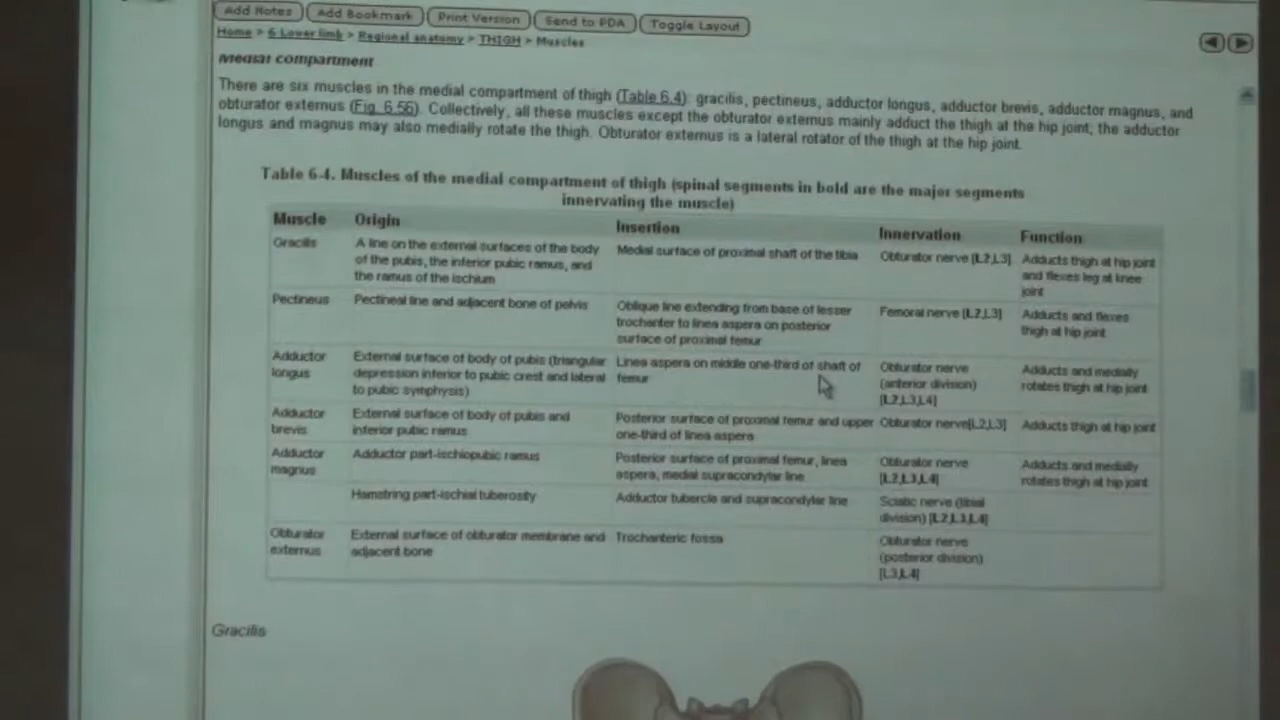 Add Notes Add Bookmark Print Version Send to PDA Toggle Layout
Home > 6 Lower limb > Regional anatomy > THIGH > Muscles
Medial compartment
There are six muscles in the medial compartment of thigh (Table 6.4): gracilis, pectineus, adductor longus, adductor brevis, adductor magnus, and
obturator externus (Fig. 6.56). Collectively, all these muscles except the obturator externus mainly adduct the thigh at the hip joint; the adductor
longus and magnus may also medially rotate the thigh. Obturator externus is a lateral rotator of the thigh at the hip joint.
Table 6-4. Muscles of the medial compartment of thigh (spinal segments in bold are the major segments
innervating the muscle)
Muscle Origin Insertion Innervation Function
Gracilis A line on the external surfaces of the body Medial surface of proximal shaft of the tibia Obturator nerve [L2,L3] Adducts thigh at hip joint
of the pubis, the inferior pubic ramus, and and flexes leg at knee
the ramus of the ischium joint
Pectineus Pectineal line and adjacent bone of pelvis Oblique line extending from base of lesser Femoral nerve [L2,L3] Adducts and flexes
trochanter to linea aspera on posterior thigh at hip joint
surface of proximal femur
Adductor External surface of body of pubis (triangular Linea aspera on middle one-third of shaft of Obturator nerve Adducts and medially
longus depression inferior to pubic crest and lateral femur (anterior division) rotates thigh at hip joint
to pubic symphysis) [L2,L3,L4]
Adductor External surface of body of pubis and Posterior surface of proximal femur and upper Obturator nerve[L2,L3] Adducts thigh at hip joint
brevis inferior pubic ramus one-third of linea aspera
Adductor Adductor part-ischiopubic ramus Posterior surface of proximal femur, linea Obturator nerve Adducts and medially
magnus aspera, medial supracondylar line [L2,L3,L4] rotates thigh at hip joint
Hamstring part-ischial tuberosity Adductor tubercle and supracondylar line Sciatic nerve (tibial
division) [L2,L3,L4]
Obturator External surface of obturator membrane and Trochanteric fossa Obturator nerve
externus adjacent bone (posterior division)
[L3,L4]
Gracilis